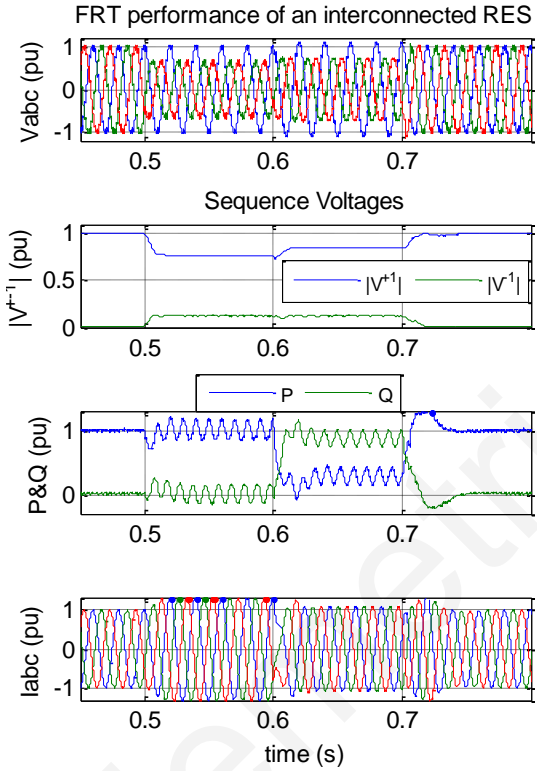 FRT performance of an interconnected RES
Vabc (pu)
1
0
-1
0.5 0.6 0.7
Sequence Voltages
|V+-1| (pu)
1
0.5
0
|V+1| |V-1|
0.5 0.6 0.7
P Q
P&Q (pu)
1
0
0.5 0.6 0.7
Iabc (pu)
1
0
-1
0.5 0.6 0.7
time (s)